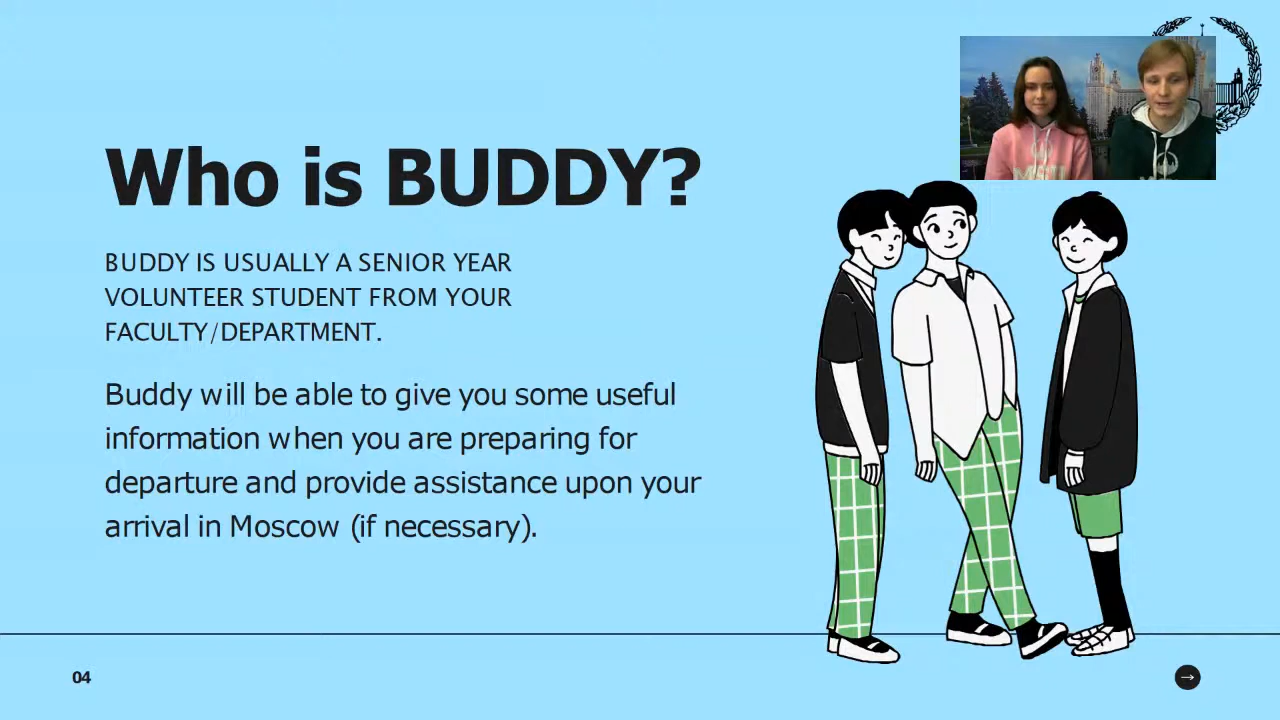 Who is BUDDY?
BUDDY IS USUALLY A SENIOR YEAR
VOLUNTEER STUDENT FROM YOUR
FACULTY/DEPARTMENT.
Buddy will be able to give you some useful
information when you are preparing for
departure and provide assistance upon your
arrival in Moscow (if necessary).
04